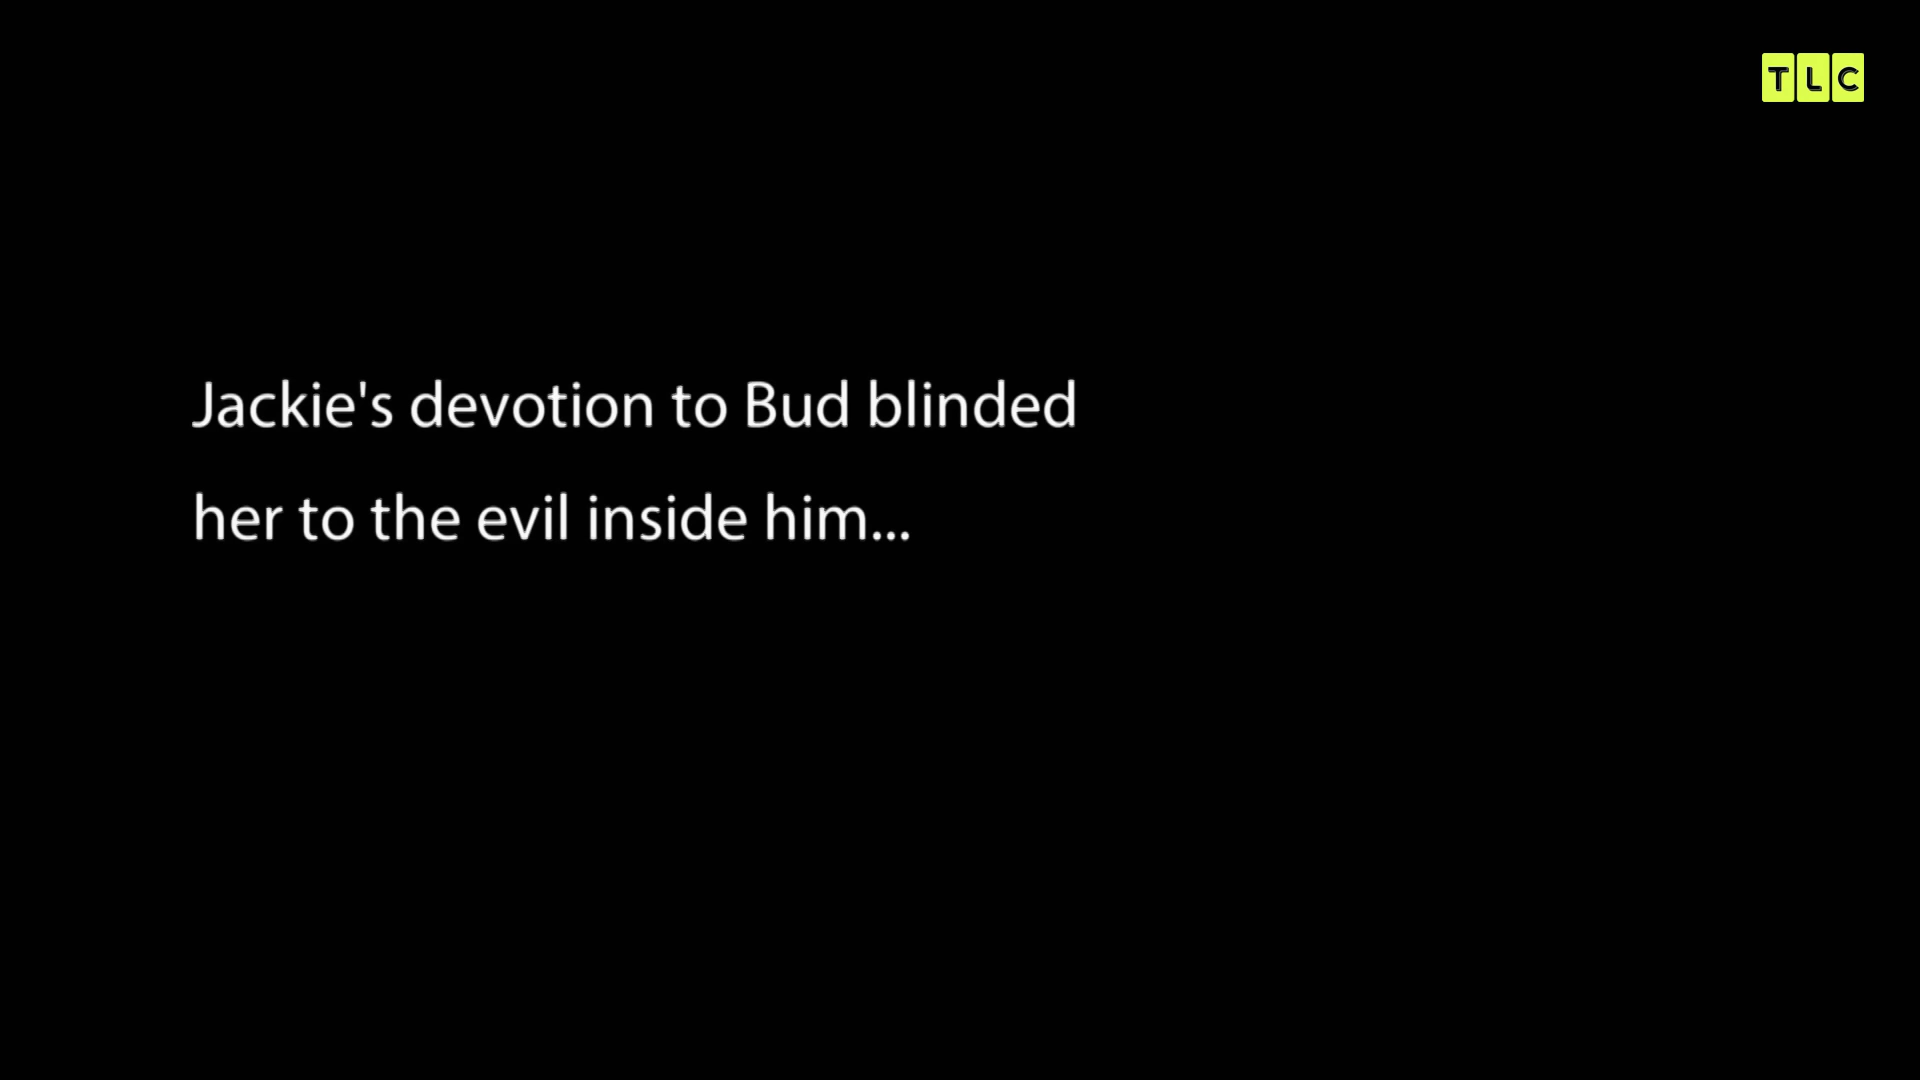 TLC
Jackie's devotion to Bud blinded
her to the evil inside him...